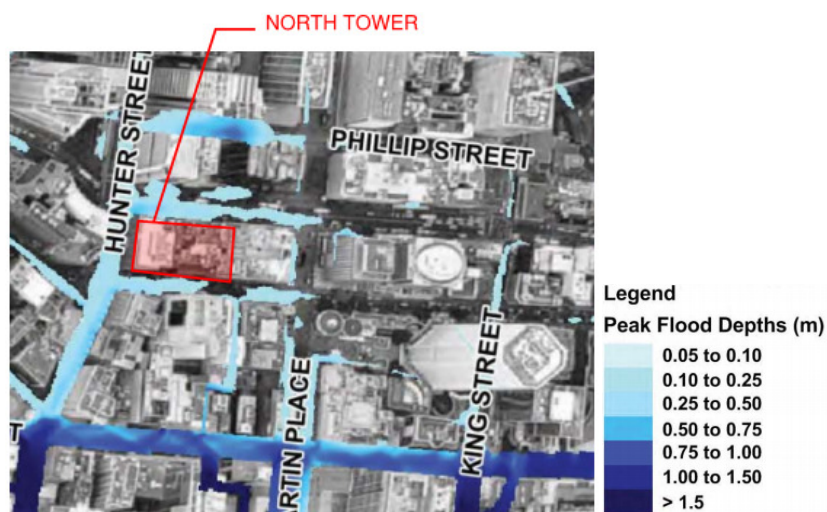 NORTH TOWER
HUNTER STREET
PHILLIP STREET
KING STREET
RTIN PLACE
T
Legend
Peak Flood Depths (m)
0.05 to 0.10
0.10 to 0.25
0.25 to 0.50
0.50 to 0.75
0.75 to 1.00
1.00 to 1.50
> 1.5